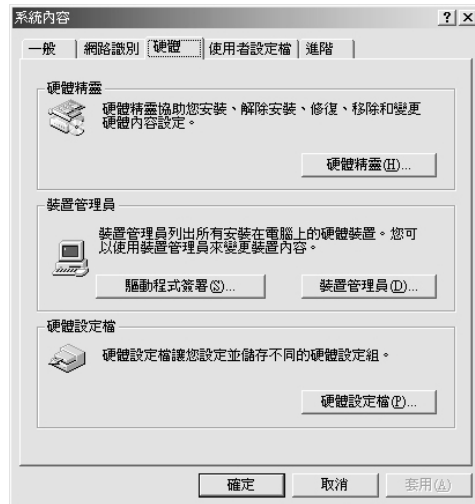 系統內容
? ×
一般 網路識別 硬體 使用者設定檔 進階
硬體精靈
硬體精靈協助您安裝、解除安裝、修復、移除和變更
硬體內容設定。
硬體精靈(H)...
裝置管理員
裝置管理員列出所有安裝在電腦上的硬體裝置。您可
以使用裝置管理員來變更裝置內容。
驅動程式簽署(S)... 裝置管理員(D)...
硬體設定檔
硬體設定檔讓您設定並儲存不同的硬體設定組。
硬體設定檔(P)...
確定 取消 套用(A)